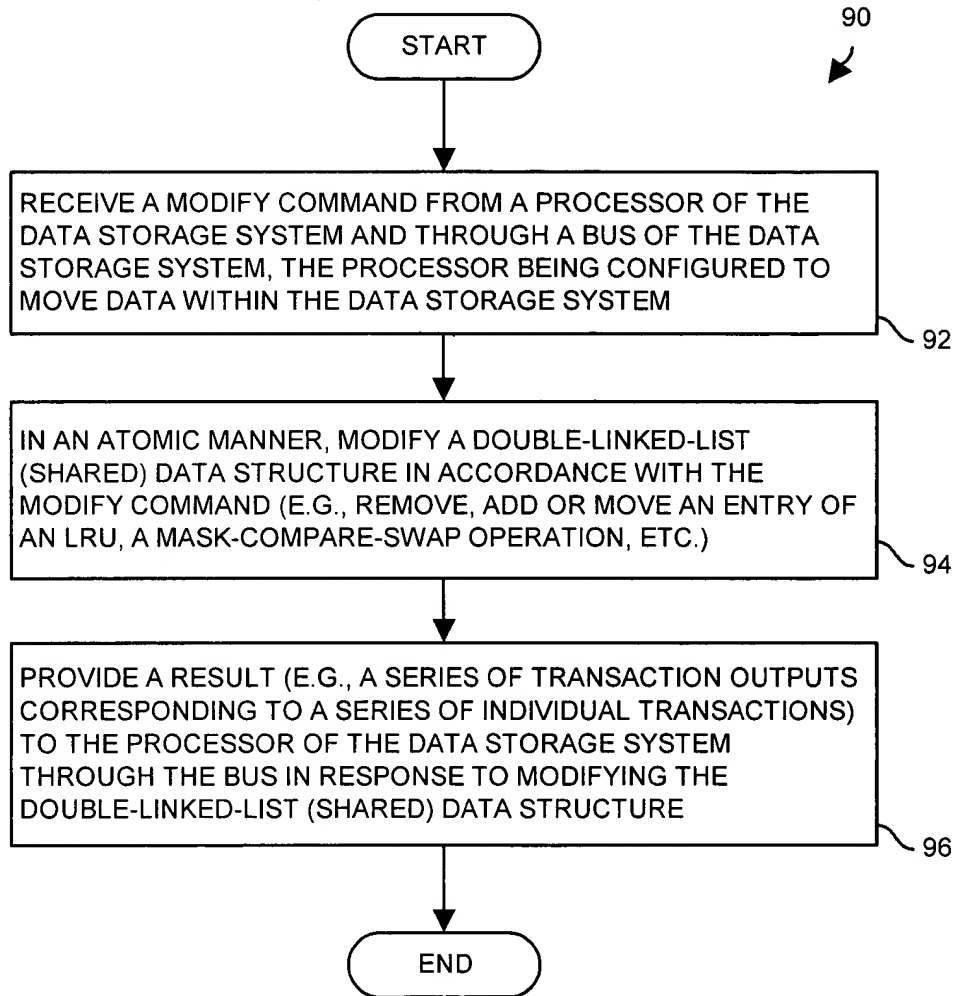 START
90
RECEIVE A MODIFY COMMAND FROM A PROCESSOR OF THE
DATA STORAGE SYSTEM AND THROUGH A BUS OF THE DATA
STORAGE SYSTEM, THE PROCESSOR BEING CONFIGURED TO
MOVE DATA WITHIN THE DATA STORAGE SYSTEM
92
IN AN ATOMIC MANNER, MODIFY A DOUBLE-LINKED-LIST
(SHARED) DATA STRUCTURE IN ACCORDANCE WITH THE
MODIFY COMMAND (E.G., REMOVE, ADD OR MOVE AN ENTRY OF
AN LRU, A MASK-COMPARE-SWAP OPERATION, ETC.)
94
PROVIDE A RESULT (E.G., A SERIES OF TRANSACTION OUTPUTS
CORRESPONDING TO A SERIES OF INDIVIDUAL TRANSACTIONS)
TO THE PROCESSOR OF THE DATA STORAGE SYSTEM
THROUGH THE BUS IN RESPONSE TO MODIFYING THE
DOUBLE-LINKED-LIST (SHARED) DATA STRUCTURE
96
END